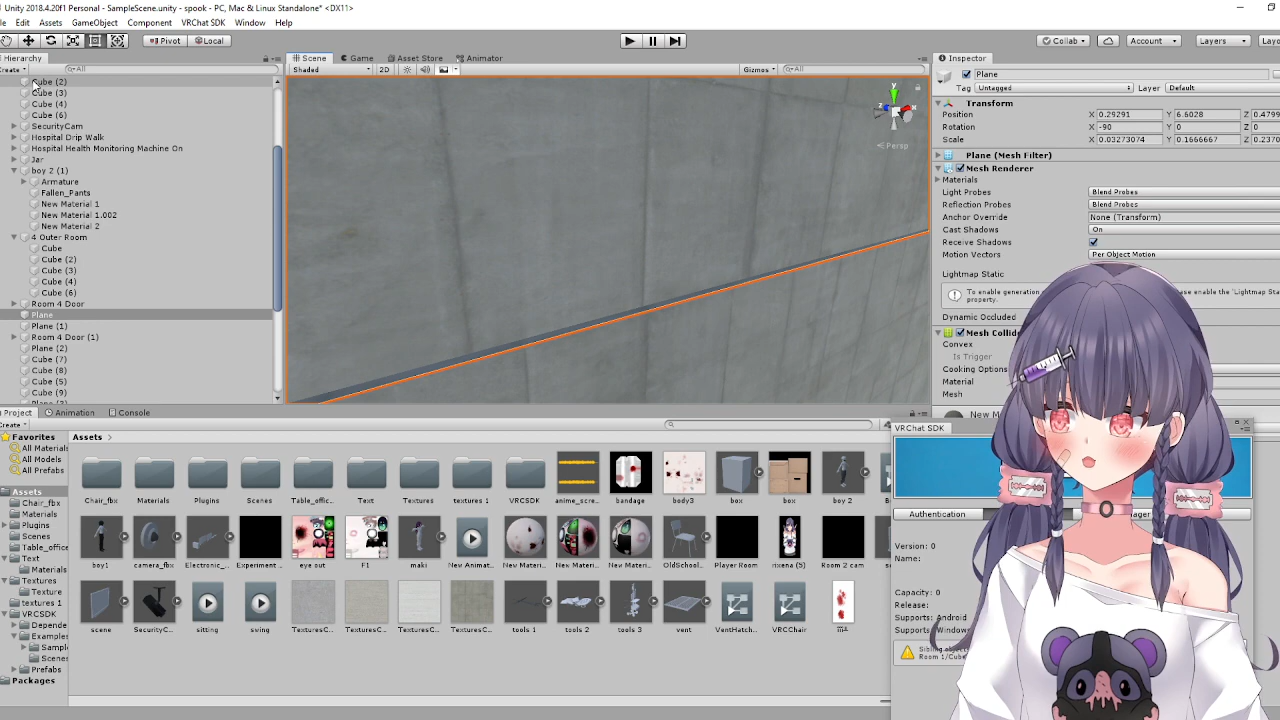 Unity 2018.4.20f1 Personal - SampleScene.unity - spook - PC, Mac & Linux Standalone* <DX11>
Edit Assets GameObject Component VRChat SDK Window Help
Pivot Local
Collab Account Layers
Hierarchy
Scene Game Asset Store Animator
Inspector
All
Shaded 2D Gizmos All
Cube (2)
Cube (3)
Cube (4)
Cube (6)
SecurityCam
Hospital Drip Walk
Hospital Health Monitoring Machine On
Jar
boy 2 (1)
Armature
Fallen_Pants
New Material 1
New Material 1.002
New Material 2
4 Outer Room
Cube
Cube (2)
Cube (3)
Cube (4)
Cube (6)
Room 4 Door
Plane
Plane (1)
Room 4 Door (1)
Plane (2)
Cube (7)
Cube (8)
Cube (5)
Cube (9)
y
z
x
Persp
Plane
Tag Untagged Layer Default
Transform
Position X 0.29291 Y 6.6028 Z 0.4799
Rotation X -90 Y 0 Z 0
Scale X 0.03273074 Y 0.1666667 Z 0.2370
Plane (Mesh Filter)
Mesh Renderer
Materials
Light Probes Blend Probes
Reflection Probes Blend Probes
Anchor Override None (Transform)
Cast Shadows On
Receive Shadows
Motion Vectors Per Object Motion
Lightmap Static
To enable generation
property.
Dynamic Occluded
Mesh Collid
Convex
Is Trigger
Cooking Options
Material
Mesh
New M
Project Animation Console
Create
Favorites
All Materials
All Models
All Prefabs
Assets
Chair_fbx
Materials
Plugins
Scenes
Table_offic
Text
Materials
Textures
Texture
textures 1
VRCSDK
Depende
Examples
Sample
Scenes
Prefabs
Packages
Assets
Chair_fbx Materials Plugins Scenes Table_offic... Text Textures textures 1 VRCSDK anime_scre... bandage body3 box box boy 2
boy1 camera_fbx Electronic_... Experiment ... eye out F1 maki New Animat... New Materi... New Materi... New Materi... OldSchool... Player Room rixena (5) Room 2 cam
scene SecurityC... sitting swing TexturesC... TexturesC... TexturesC... TexturesC... tools 1 tools 2 tools 3 vent VentHatch... VRCChair
VRChat SDK
Authentication
Version: 0
Name:
Capacity: 0
Release:
Supports: Android
Supports: Windows
Sibling object
Room 1/Cube